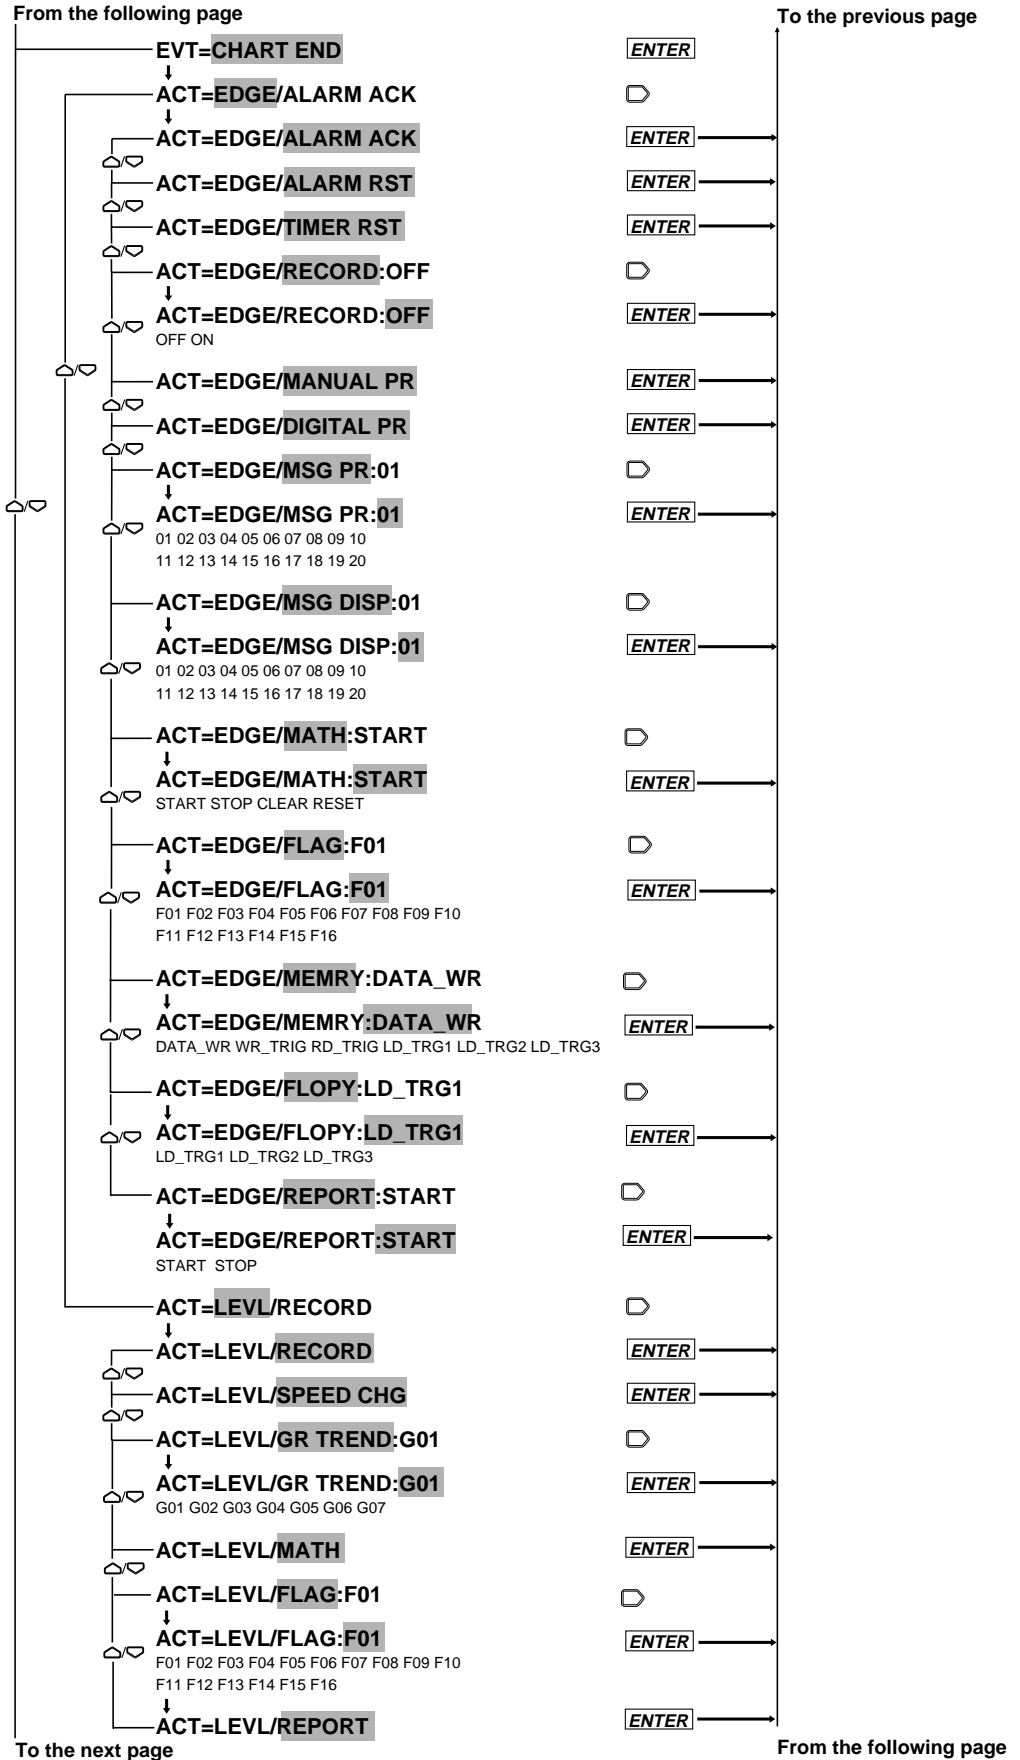 From the following page
To the previous page
EVT=CHART END ENTER
ACT=EDGE/ALARM ACK
ACT=EDGE/ALARM ACK ENTER
ACT=EDGE/ALARM RST ENTER
ACT=EDGE/TIMER RST ENTER
ACT=EDGE/RECORD:OFF
ACT=EDGE/RECORD:OFF ENTER
OFF ON
ACT=EDGE/MANUAL PR ENTER
ACT=EDGE/DIGITAL PR ENTER
ACT=EDGE/MSG PR:01
ACT=EDGE/MSG PR:01 ENTER
01 02 03 04 05 06 07 08 09 10
11 12 13 14 15 16 17 18 19 20
ACT=EDGE/MSG DISP:01
ACT=EDGE/MSG DISP:01 ENTER
01 02 03 04 05 06 07 08 09 10
11 12 13 14 15 16 17 18 19 20
ACT=EDGE/MATH:START
ACT=EDGE/MATH:START ENTER
START STOP CLEAR RESET
ACT=EDGE/FLAG:F01
ACT=EDGE/FLAG:F01 ENTER
F01 F02 F03 F04 F05 F06 F07 F08 F09 F10
F11 F12 F13 F14 F15 F16
ACT=EDGE/MEMRY:DATA_WR
ACT=EDGE/MEMRY:DATA_WR ENTER
DATA_WR WR_TRIG RD_TRIG LD_TRG1 LD_TRG2 LD_TRG3
ACT=EDGE/FLOPY:LD_TRG1
ACT=EDGE/FLOPY:LD_TRG1 ENTER
LD_TRG1 LD_TRG2 LD_TRG3
ACT=EDGE/REPORT:START
ACT=EDGE/REPORT:START ENTER
START STOP
ACT=LEVL/RECORD
ACT=LEVL/RECORD ENTER
ACT=LEVL/SPEED CHG ENTER
ACT=LEVL/GR TREND:G01
ACT=LEVL/GR TREND:G01 ENTER
G01 G02 G03 G04 G05 G06 G07
ACT=LEVL/MATH ENTER
ACT=LEVL/FLAG:F01
ACT=LEVL/FLAG:F01 ENTER
F01 F02 F03 F04 F05 F06 F07 F08 F09 F10
F11 F12 F13 F14 F15 F16
ACT=LEVL/REPORT ENTER
To the next page
From the following page